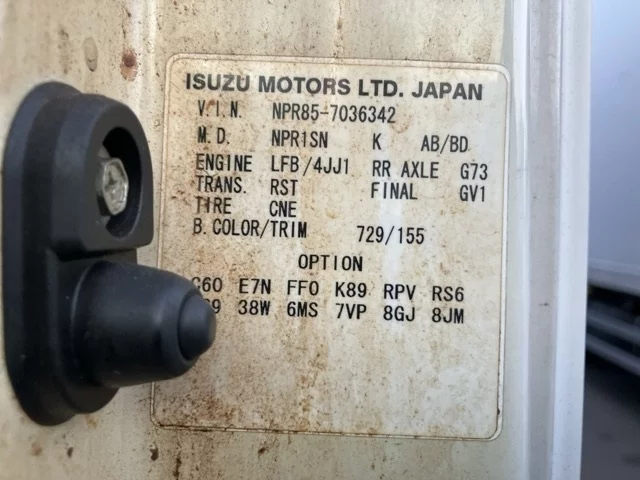 ISUZU MOTORS LTD. JAPAN
V.I.N. NPR85-7036342
M.D. NPR1SN K AB/BD
ENGINE LFB/4JJ1 RR AXLE G73
TRANS. RST FINAL GV1
TIRE CNE
B.COLOR/TRIM 729/155
OPTION
E7N FF0 K89 RPV RS6
38W 6MS 7VP 8GJ 8JM